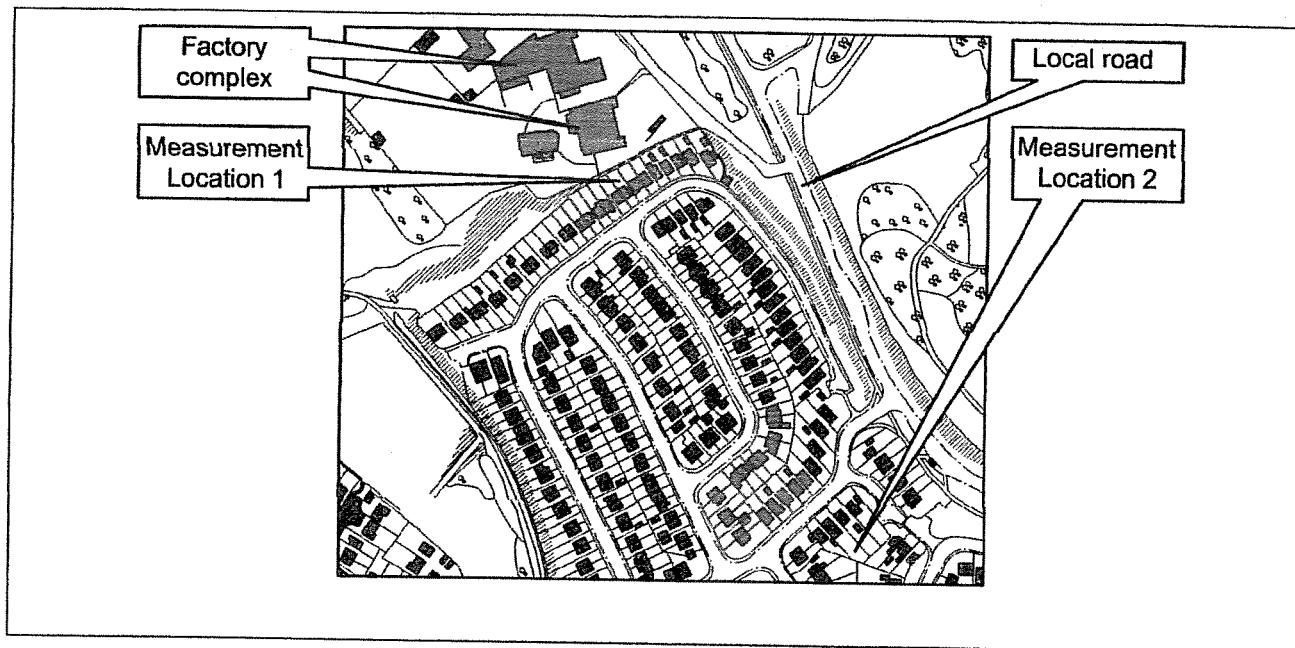 Factory
complex
Local road
Measurement
Location 1
Measurement
Location 2